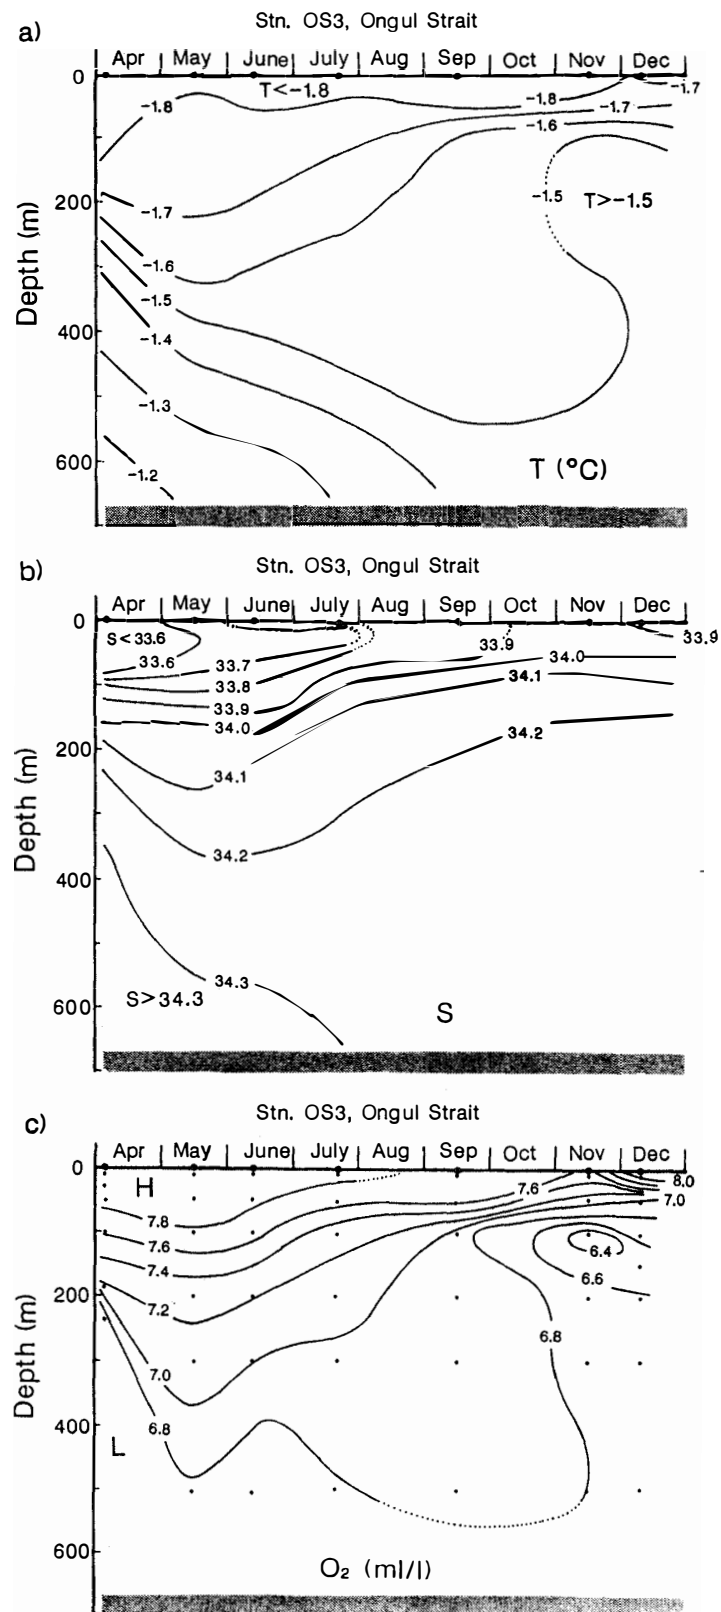 a)
Stn. OS3, Ongul Strait
Apr May June July Aug Sep Oct Nov Dec
0
T<-1.8
-1.8
-1.8
-1.7
-1.7
-1.6
200
-1.7
-1.5
T>-1.5
-1.6
-1.5
400
-1.4
-1.3
600
-1.2
Depth (m)
T (°C)
b)
Stn. OS3, Ongul Strait
Apr May June July Aug Sep Oct Nov Dec
0
S<33.6
33.6
33.7
33.9
34.0
33.9
33.8
34.1
33.9
34.0
34.2
200
34.1
34.2
400
34.3
S>34.3
600
Depth (m)
S
c)
Stn. OS3, Ongul Strait
Apr May June July Aug Sep Oct Nov Dec
0
H
7.6
8.0
7.0
7.8
7.6
7.4
6.4
6.6
200
7.2
6.8
7.0
6.8
400
L
600
Depth (m)
O₂ (ml/l)